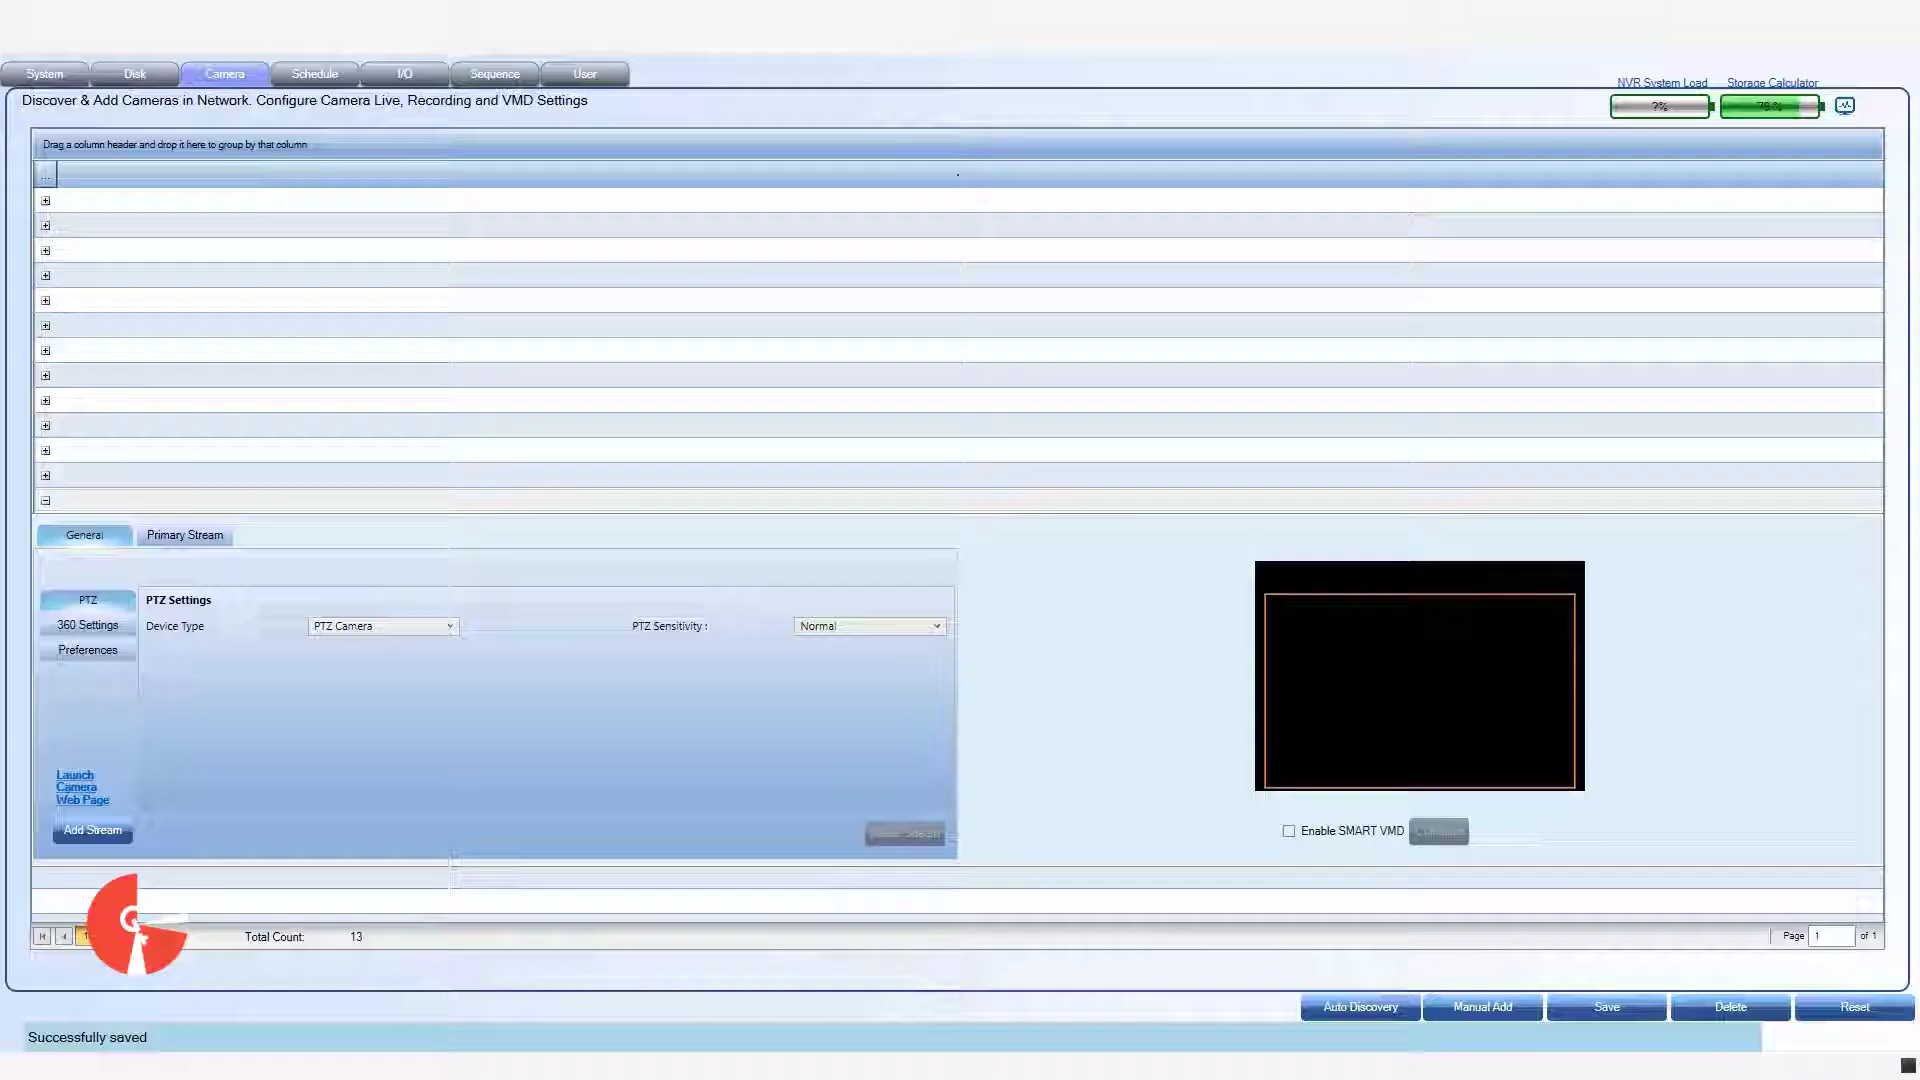 System Disk Camera Schedule I/O Sequence User
NVR System Load Storage Calculator
Discover & Add Cameras in Network. Configure Camera Live, Recording and VMD Settings
?% 79 %
Drag a column header and drop it here to group by that column
...
General Primary Stream
PTZ PTZ Settings
360 Settings Device Type PTZ Camera PTZ Sensitivity : Normal
Preferences
Launch
Camera
Web Page
Add Stream
Enable SMART VMD
Total Count: 13
Page 1 of 1
Auto Discovery Manual Add Save Delete Reset
Successfully saved